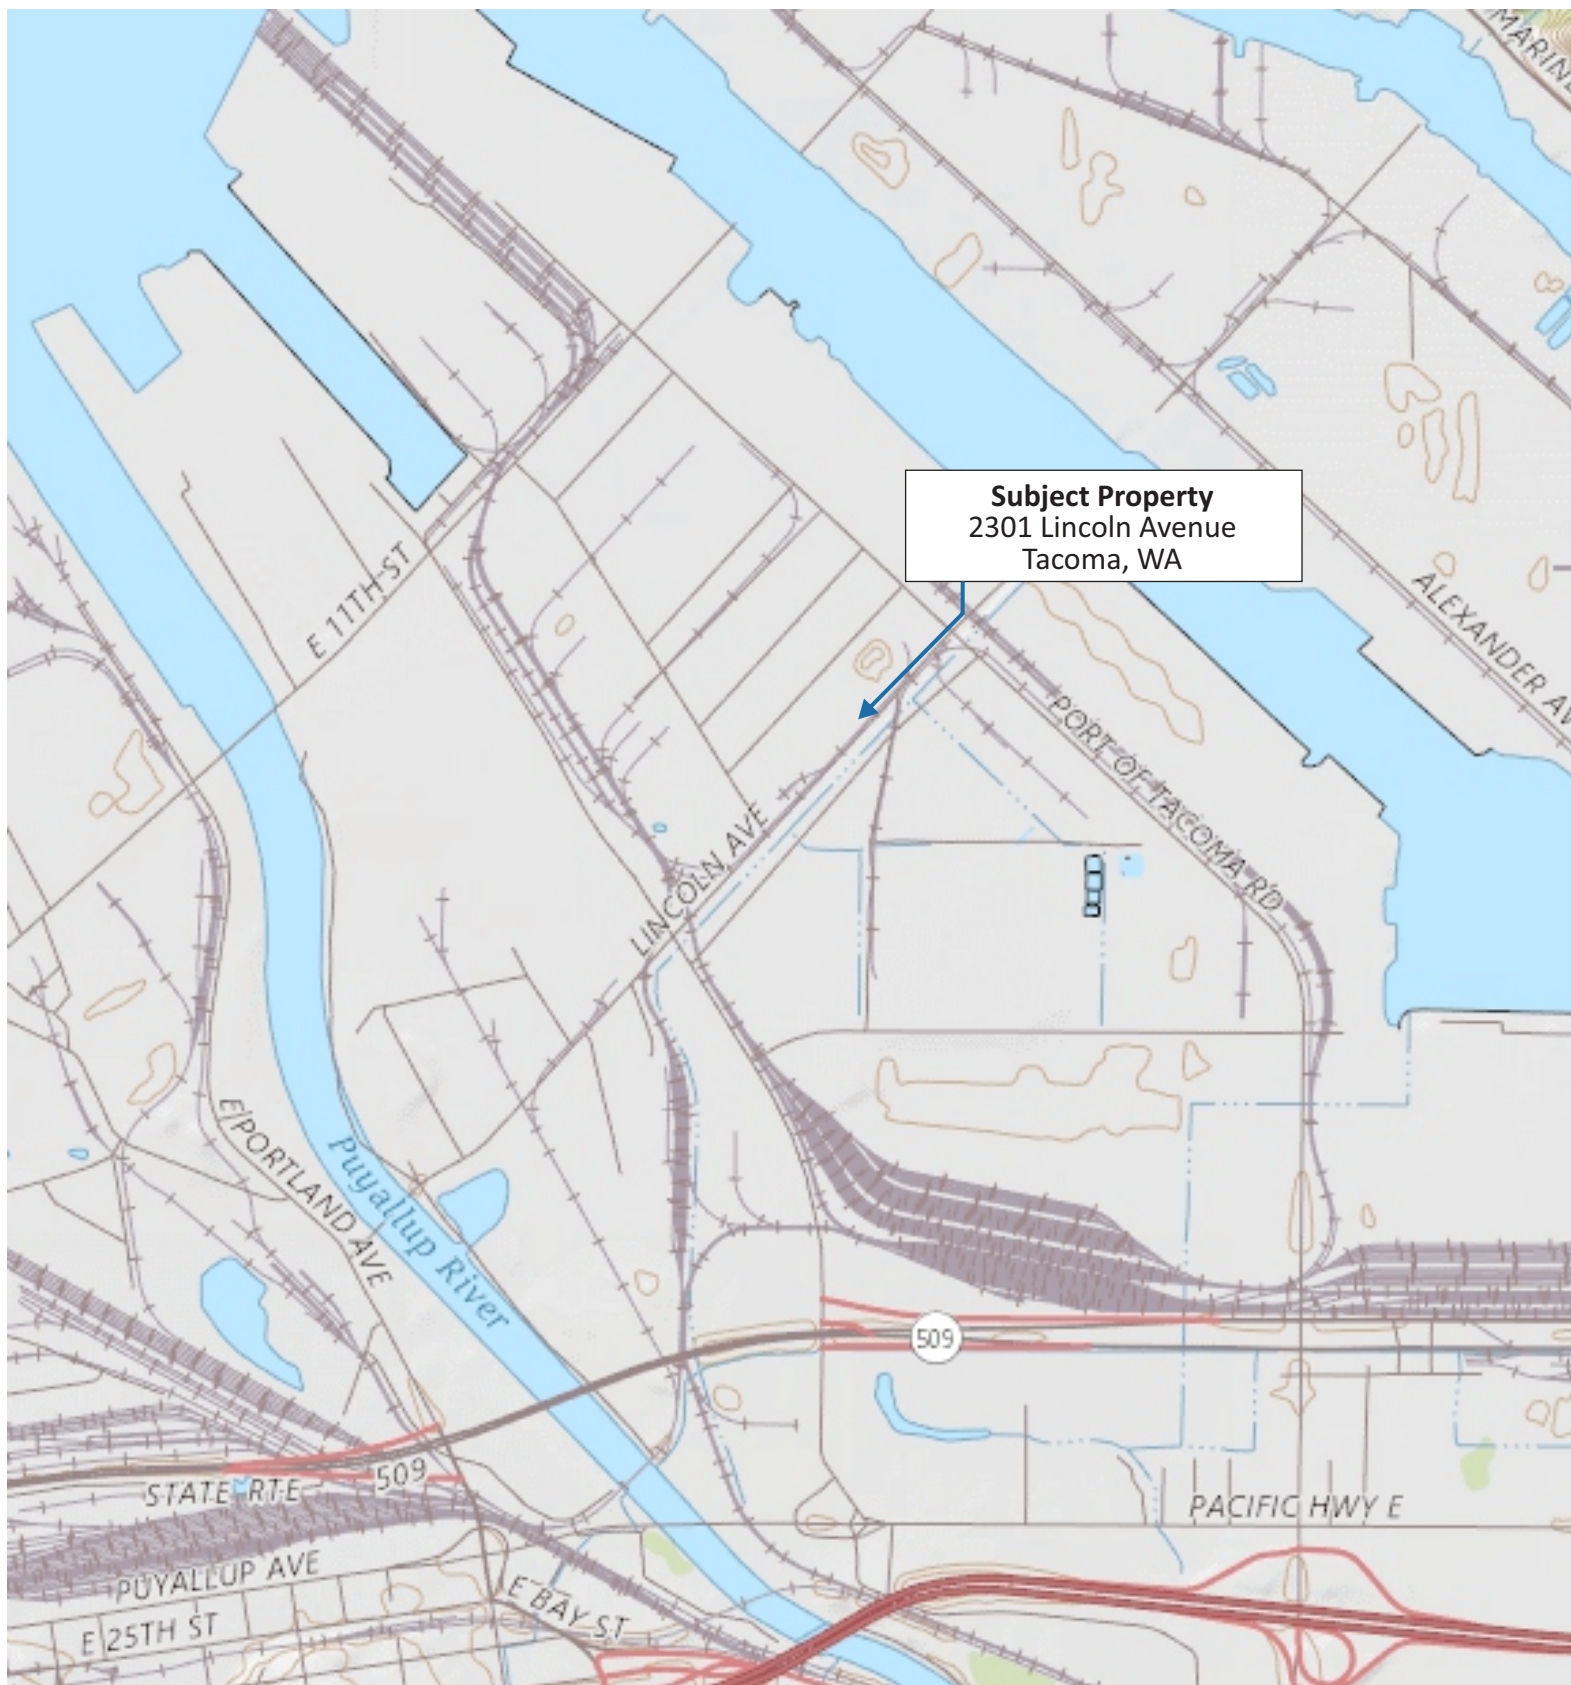 MARINE
Subject Property
2301 Lincoln Avenue
Tacoma, WA
E 11TH ST
ALEXANDER AV
PORT OF TACOMA RD
LINCOLN AVE
E PORTLAND AVE
Puyallup River
509
STATE RTE 509
PACIFIC HWY E
PUYALLUP AVE
E BAY ST
E 25TH ST